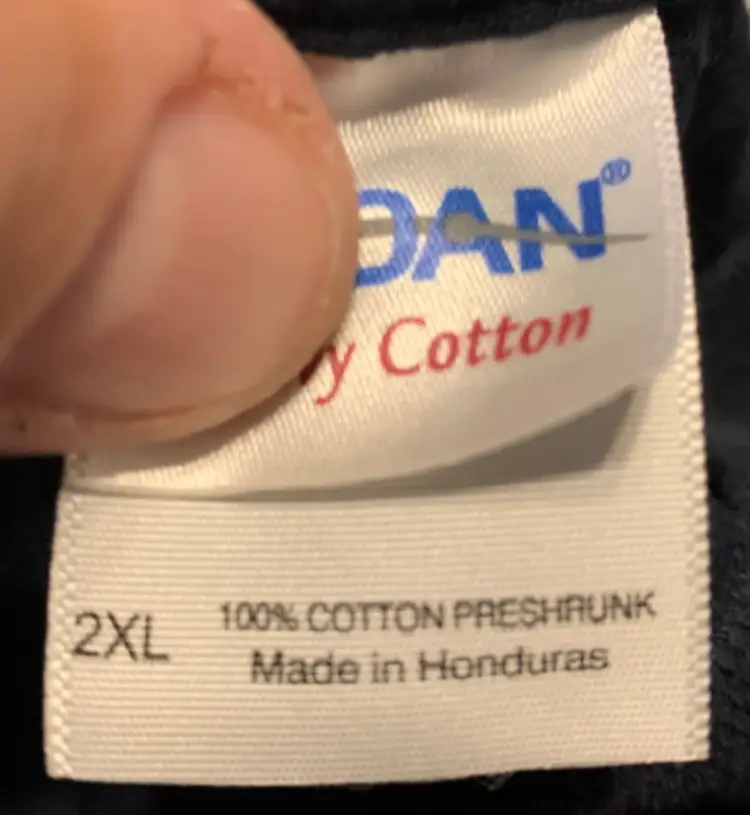 DAN®
y Cotton
2XL
100% COTTON PRESHRUNK
Made in Honduras